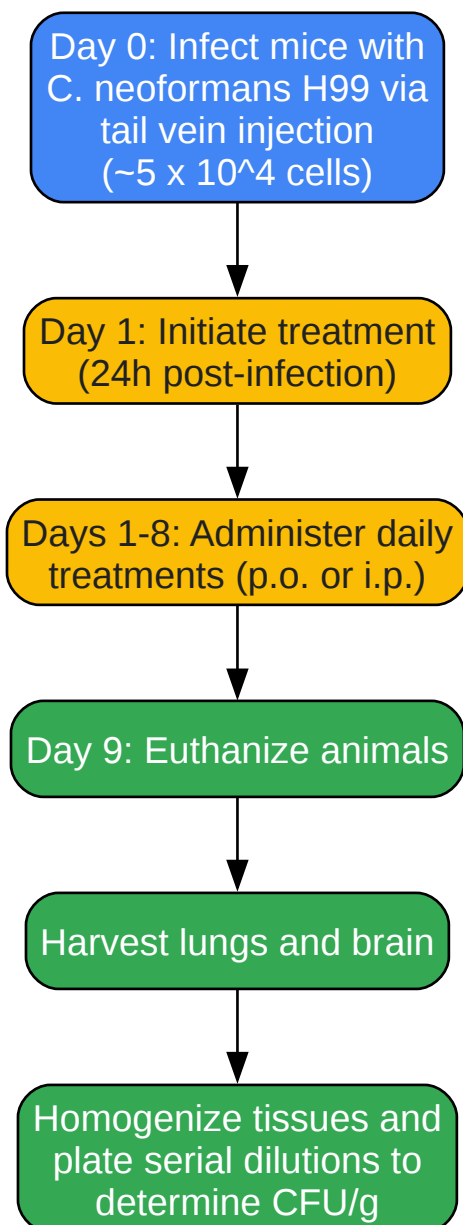 Day 0: Infect mice with
C. neoformans H99 via
tail vein injection
(~5 x 10^4 cells)
Day 1: Initiate treatment
(24h post-infection)
Days 1-8: Administer daily
treatments (p.o. or i.p.)
Day 9: Euthanize animals
Harvest lungs and brain
Homogenize tissues and
plate serial dilutions to
determine CFU/g